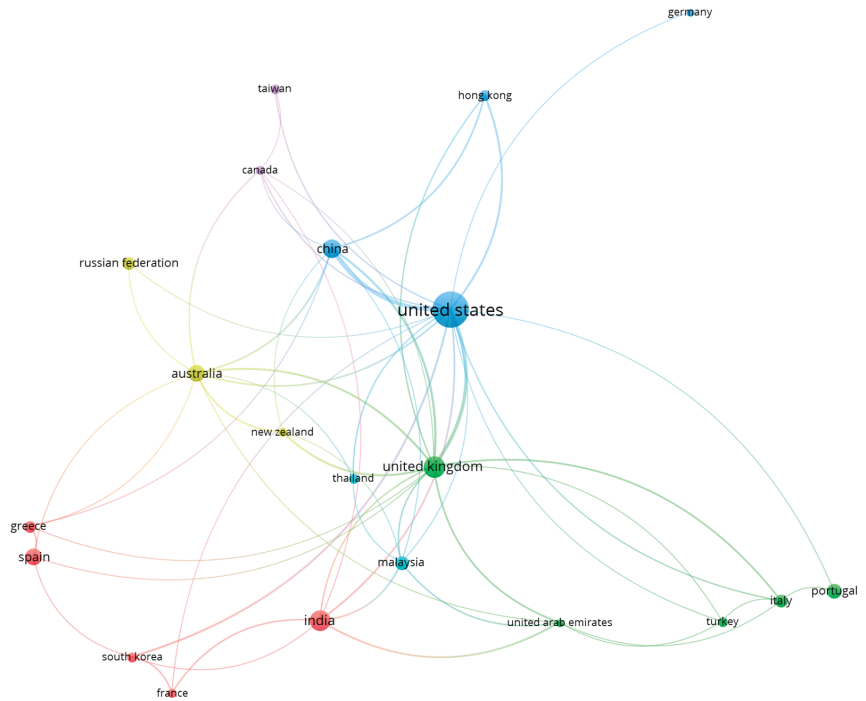 germany
taiwan
hong kong
canada
china
russian federation
united states
australia
new zealand
united kingdom
thailand
greece
spain
malaysia
portugal
italy
india
turkey
united arab emirates
south korea
france